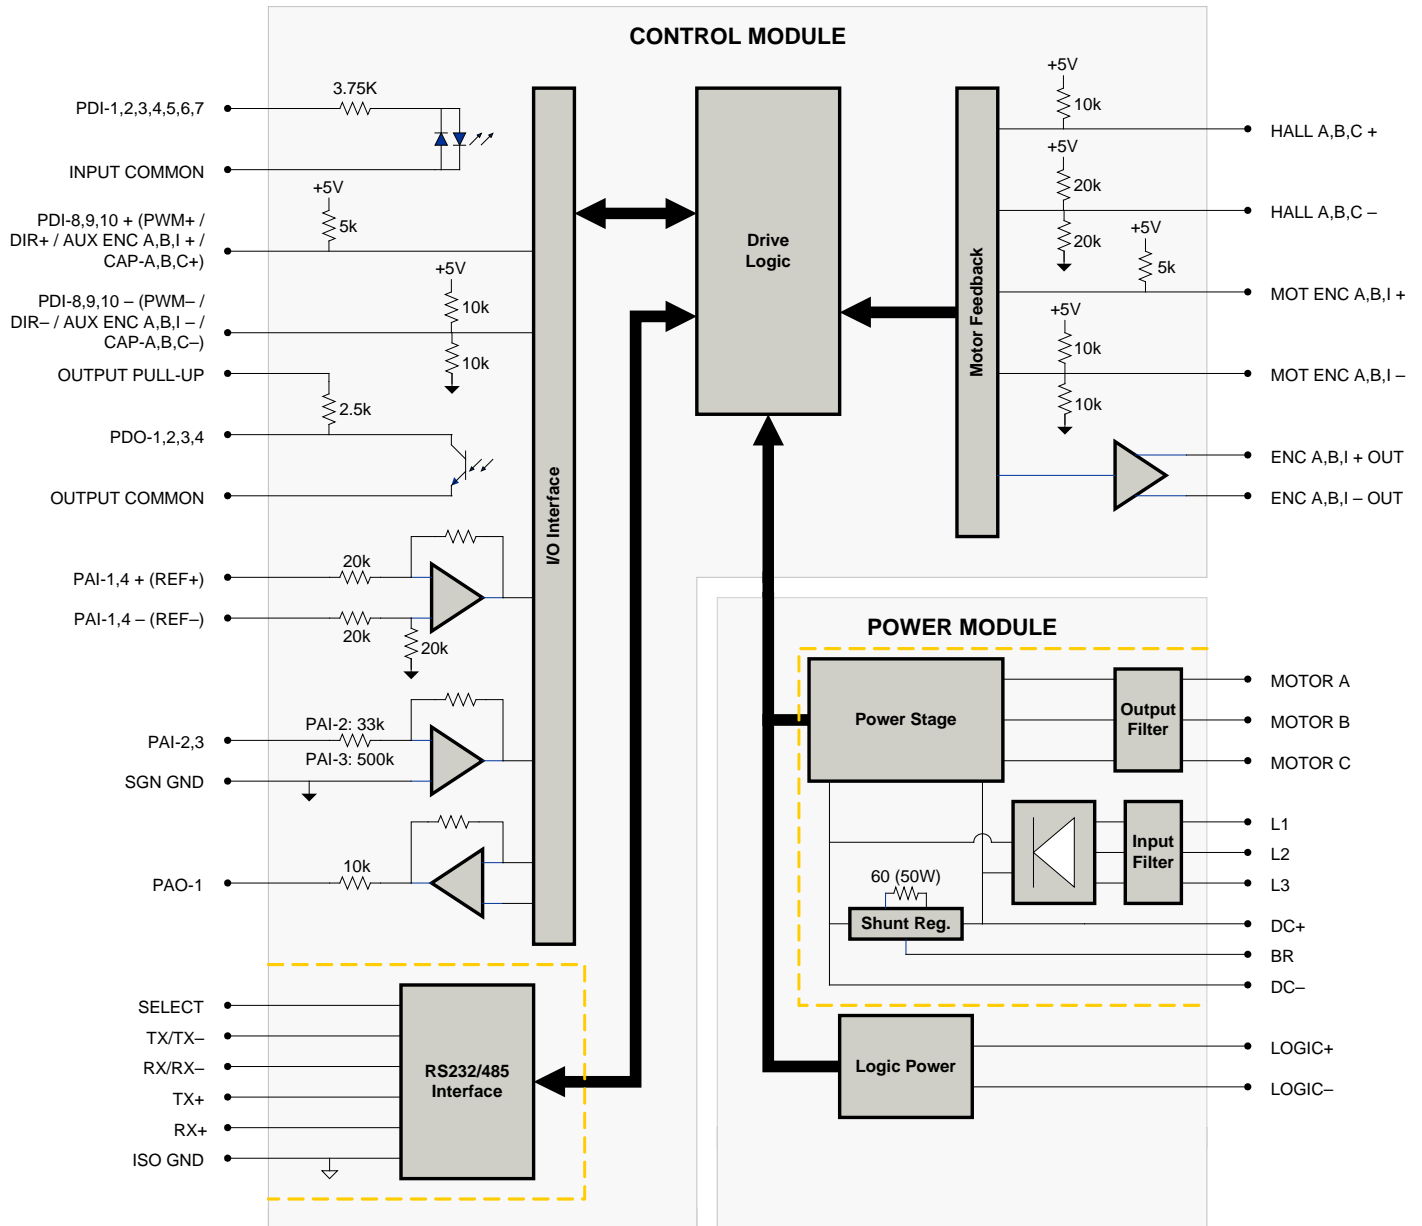 CONTROL MODULE
3.75K
PDI-1,2,3,4,5,6,7
INPUT COMMON
+5V
5k
PDI-8,9,10 + (PWM+ /
DIR+ / AUX ENC A,B,I + /
CAP-A,B,C+)
+5V
10k
10k
PDI-8,9,10 – (PWM– /
DIR– / AUX ENC A,B,I – /
CAP-A,B,C–)
OUTPUT PULL-UP
2.5k
PDO-1,2,3,4
OUTPUT COMMON
20k
PAI-1,4 + (REF+)
PAI-1,4 – (REF–)
20k
20k
PAI-2: 33k
PAI-2,3
PAI-3: 500k
SGN GND
10k
PAO-1
I/O Interface
SELECT
TX/TX–
RX/RX–
TX+
RX+
ISO GND
RS232/485
Interface
Drive
Logic
Motor Feedback
+5V
10k
HALL A,B,C +
+5V
20k
HALL A,B,C –
20k
+5V
5k
MOT ENC A,B,I +
+5V
10k
MOT ENC A,B,I –
10k
ENC A,B,I + OUT
ENC A,B,I – OUT
POWER MODULE
Power Stage
Output
Filter
MOTOR A
MOTOR B
MOTOR C
Input
Filter
L1
L2
L3
60 (50W)
Shunt Reg.
DC+
BR
DC–
Logic Power
LOGIC+
LOGIC–